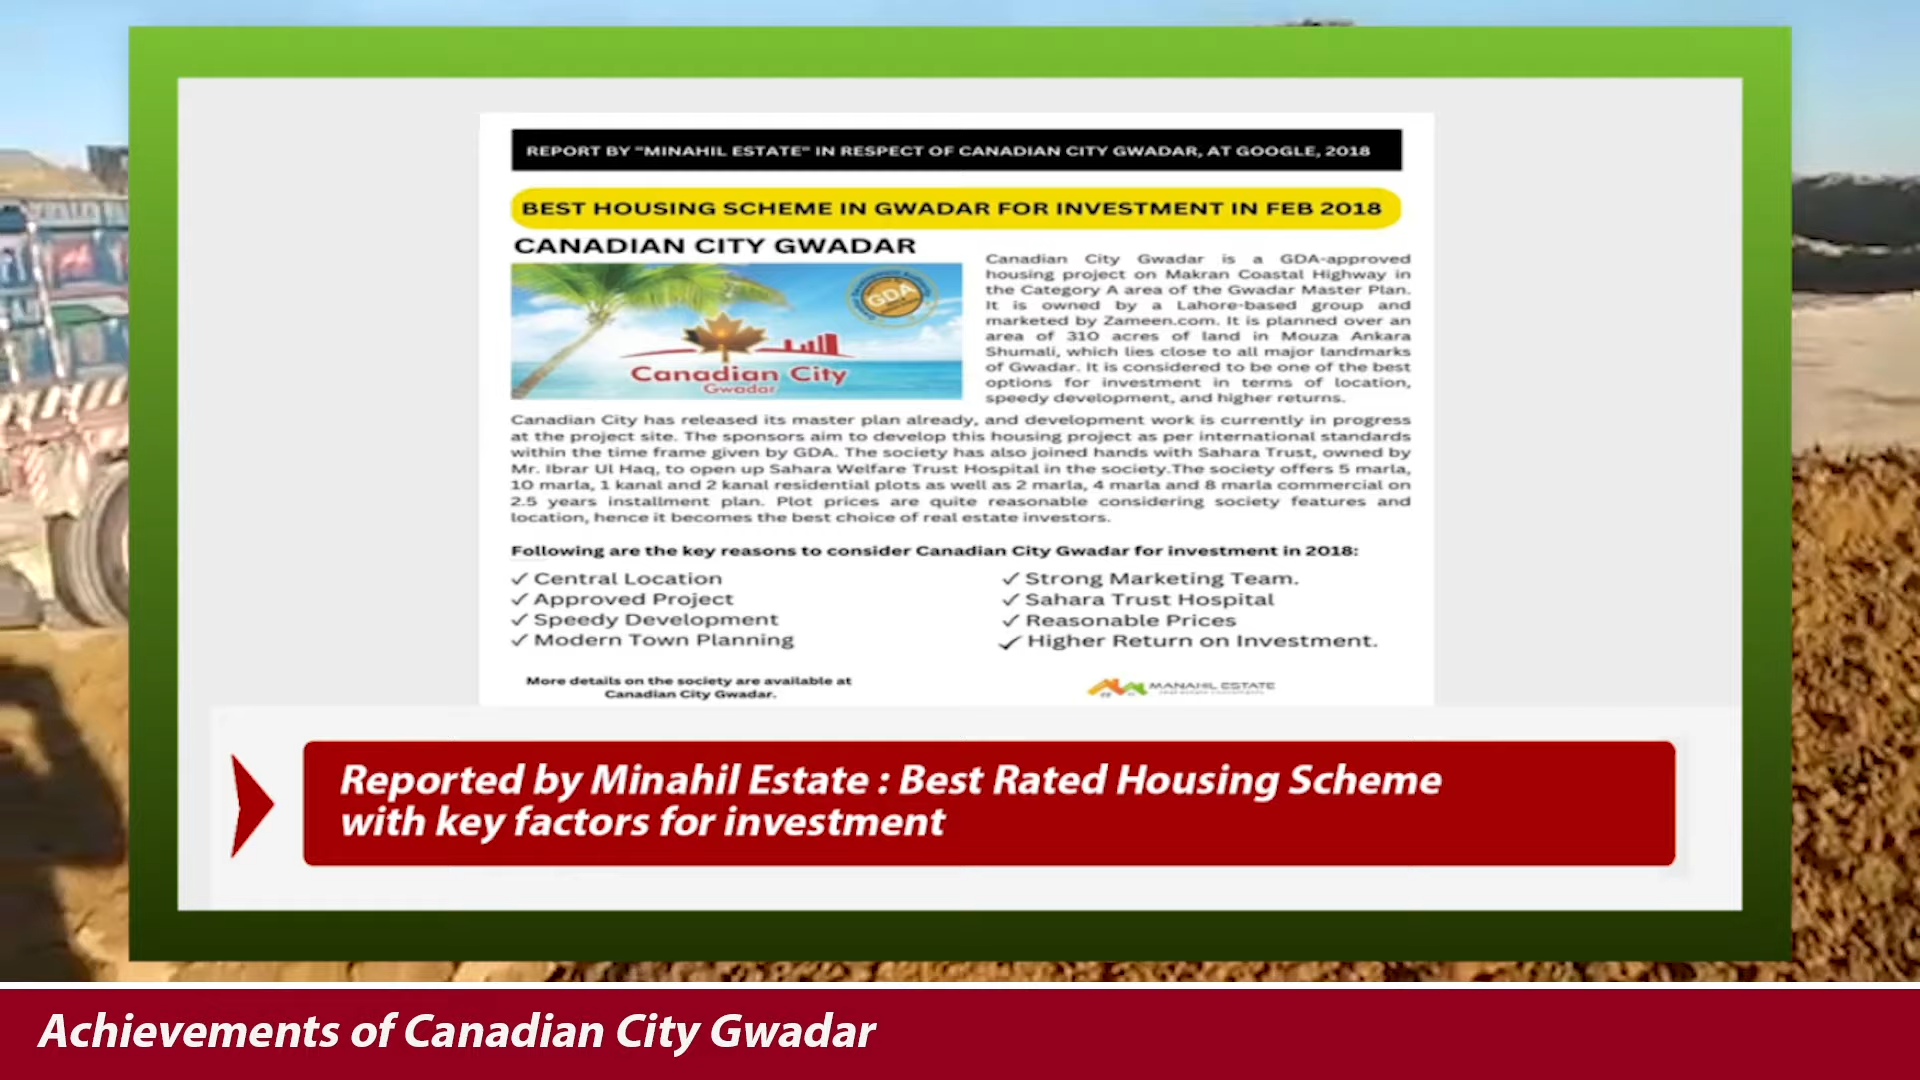 REPORT BY "MINAHIL ESTATE" IN RESPECT OF CANADIAN CITY GWADAR, AT GOOGLE, 2018
BEST HOUSING SCHEME IN GWADAR FOR INVESTMENT IN FEB 2018
CANADIAN CITY GWADAR
GDA
Canadian City
Gwadar
Canadian City Gwadar is a GDA-approved
housing project on Makran Coastal Highway in
the Category A area of the Gwadar Master Plan.
It is owned by a Lahore-based group and
marketed by Zameen.com. It is planned over an
area of 310 acres of land in Mouza Ankara
Shumali, which lies close to all major landmarks
of Gwadar. It is considered to be one of the best
options for investment in terms of location,
speedy development, and higher returns.
Canadian City has released its master plan already, and development work is currently in progress
at the project site. The sponsors aim to develop this housing project as per international standards
within the time frame given by GDA. The society has also joined hands with Sahara Trust, owned by
Mr. Ibrar Ul Haq, to open up Sahara Welfare Trust Hospital in the society.The society offers 5 marla,
10 marla, 1 kanal and 2 kanal residential plots as well as 2 marla, 4 marla and 8 marla commercial on
2.5 years installment plan. Plot prices are quite reasonable considering society features and
location, hence it becomes the best choice of real estate investors.
Following are the key reasons to consider Canadian City Gwadar for investment in 2018:
✓ Central Location
✓ Approved Project
✓ Speedy Development
✓ Modern Town Planning
✓ Strong Marketing Team.
✓ Sahara Trust Hospital
✓ Reasonable Prices
✓ Higher Return on Investment.
More details on the society are available at
Canadian City Gwadar.
MANAHIL ESTATE
Reported by Minahil Estate : Best Rated Housing Scheme
with key factors for investment
Achievements of Canadian City Gwadar